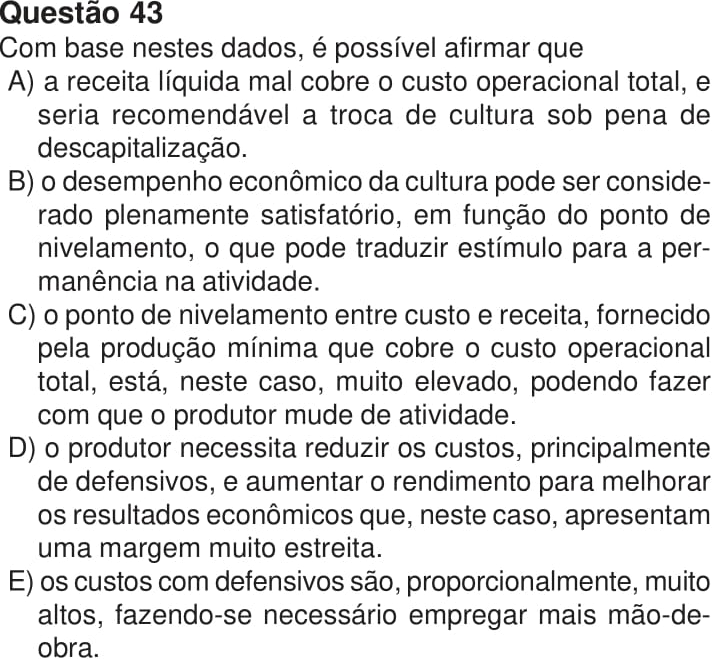 Questão 43
Com base nestes dados, é possível afirmar que
A) a receita líquida mal cobre o custo operacional total, e
seria recomendável a troca de cultura sob pena de
descapitalização.
B) o desempenho econômico da cultura pode ser conside-
rado plenamente satisfatório, em função do ponto de
nivelamento, o que pode traduzir estímulo para a per-
manência na atividade.
C) o ponto de nivelamento entre custo e receita, fornecido
pela produção mínima que cobre o custo operacional
total, está, neste caso, muito elevado, podendo fazer
com que o produtor mude de atividade.
D) o produtor necessita reduzir os custos, principalmente
de defensivos, e aumentar o rendimento para melhorar
os resultados econômicos que, neste caso, apresentam
uma margem muito estreita.
E) os custos com defensivos são, proporcionalmente, muito
altos, fazendo-se necessário empregar mais mão-de-
obra.